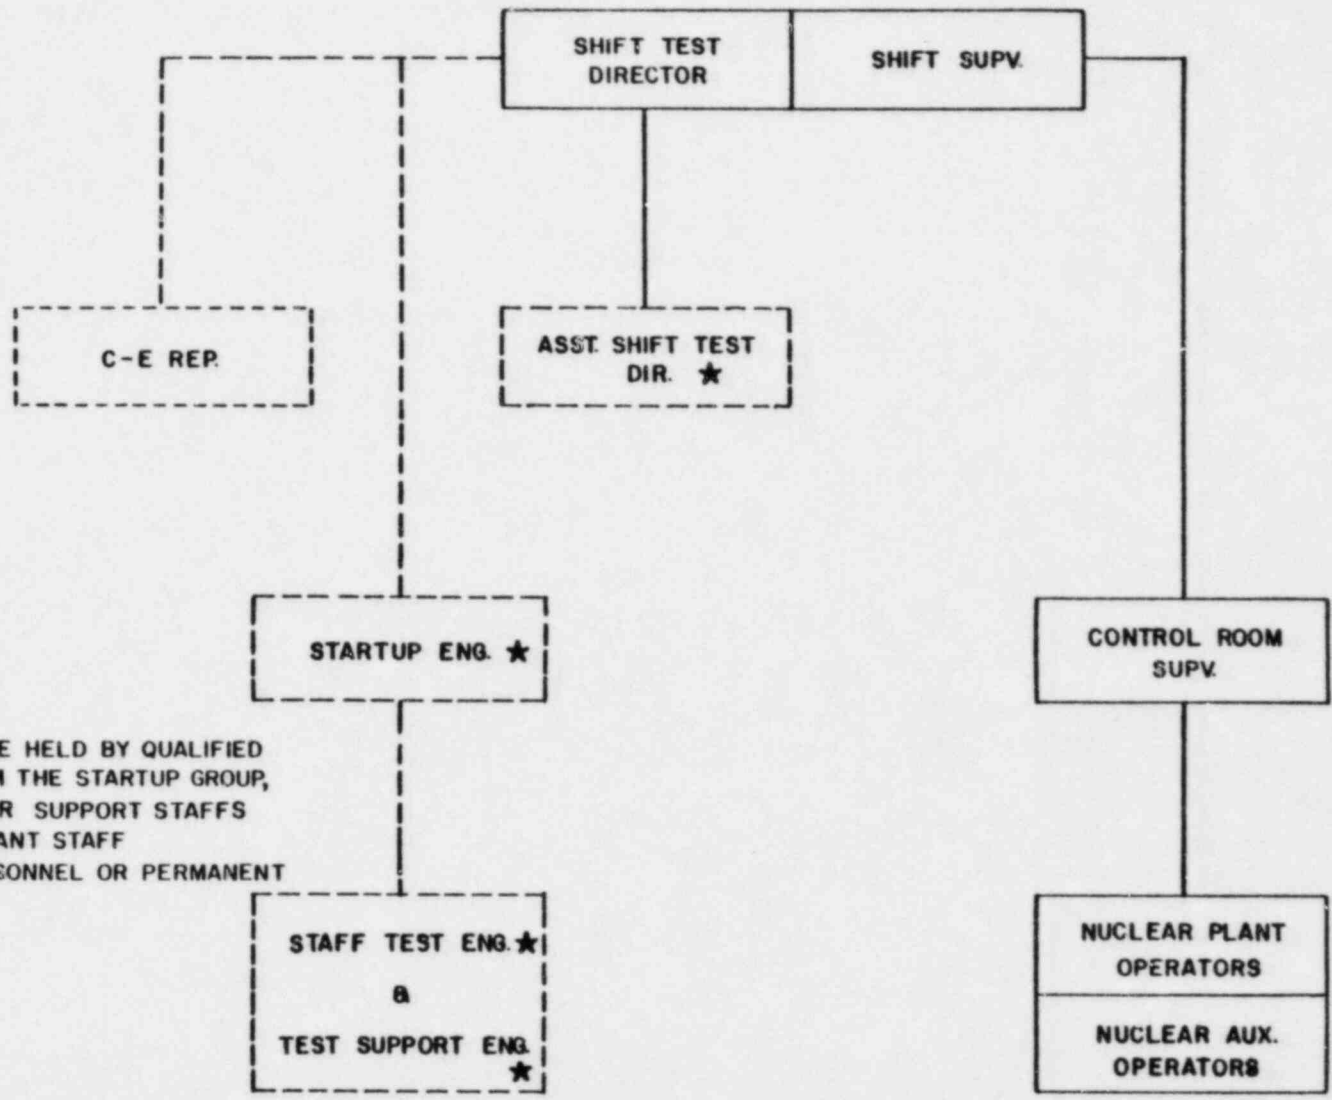 SHIFT TEST
DIRECTOR
SHIFT SUPV.
C-E REP.
ASST. SHIFT TEST
DIR. ★
STARTUP ENG. ★
CONTROL ROOM
SUPV.
HELD BY QUALIFIED
THE STARTUP GROUP,
SUPPORT STAFFS
STAFF
OR PERMANENT
STAFF TEST ENG. ★
&
TEST SUPPORT ENG.
★
NUCLEAR PLANT
OPERATORS
NUCLEAR AUX.
OPERATORS